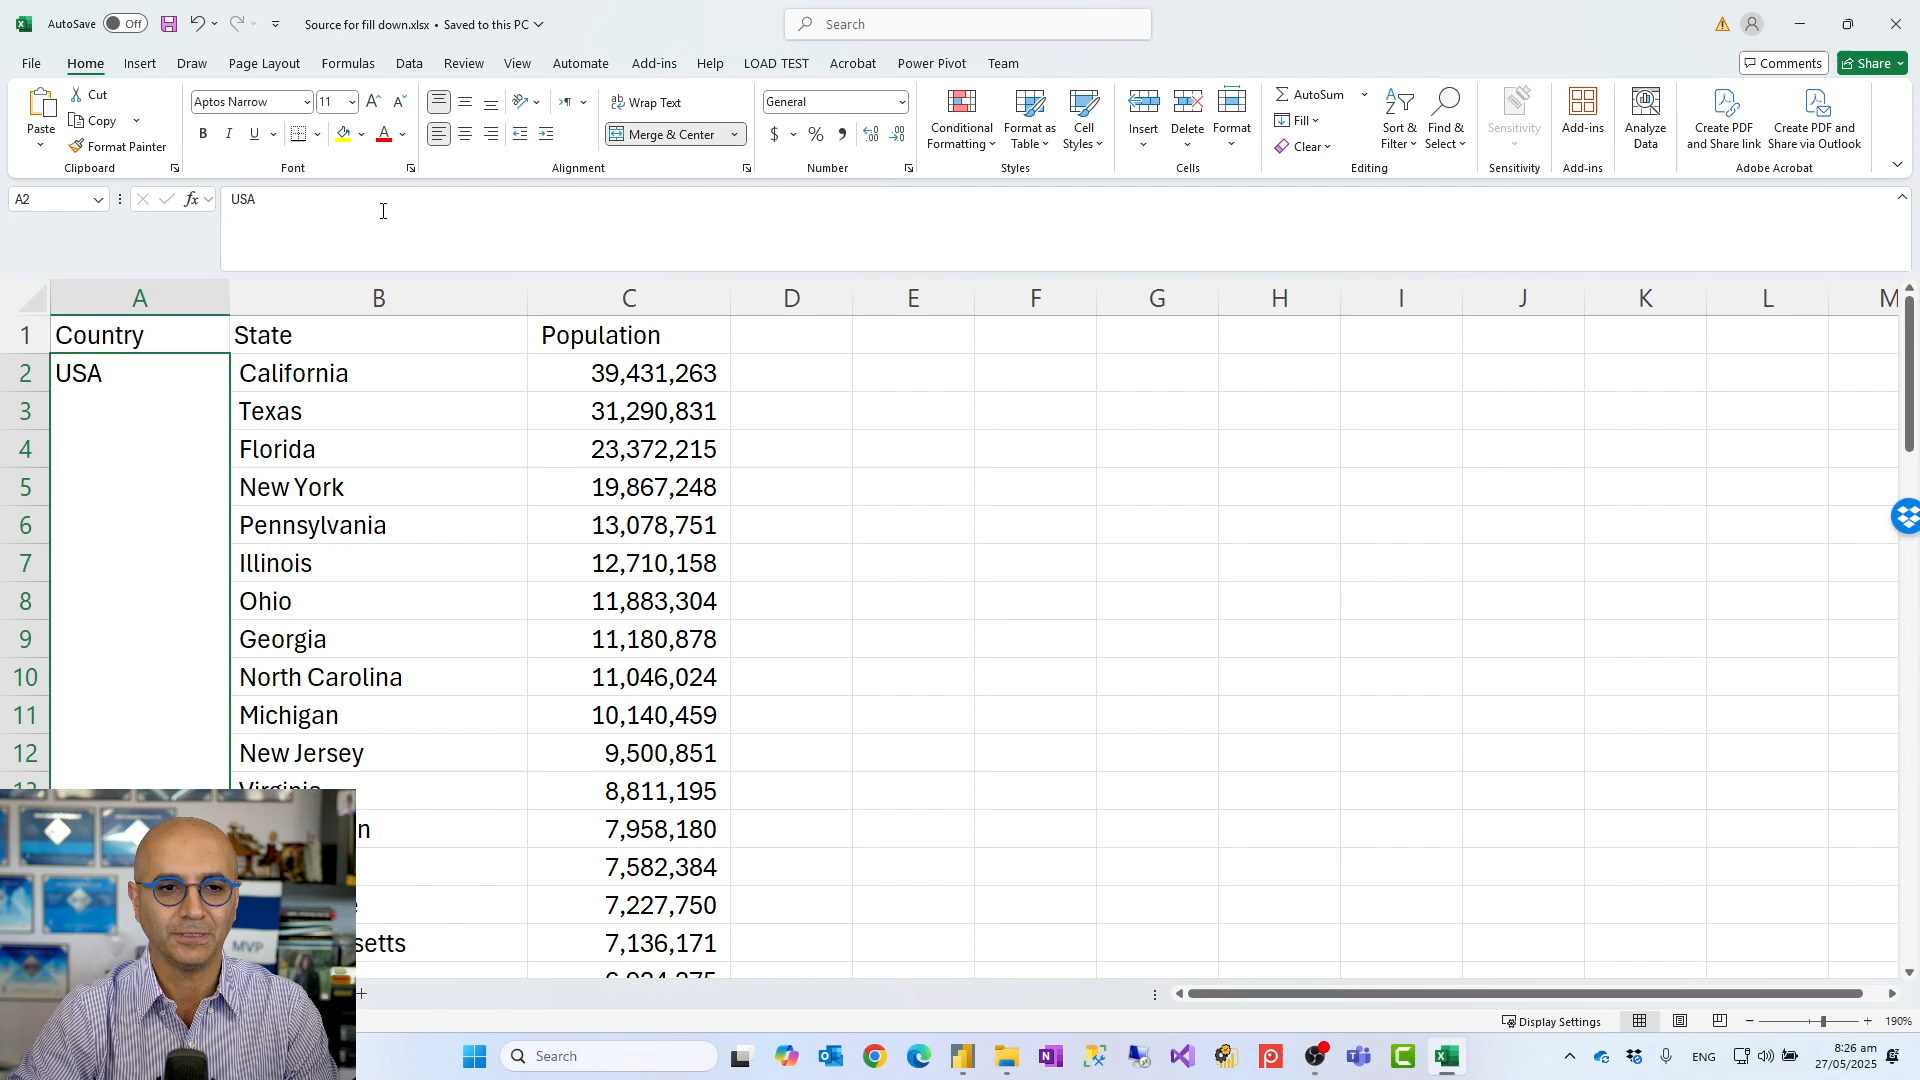 AutoSave Off Source for fill down.xlsx • Saved to this PC Search
File Home Insert Draw Page Layout Formulas Data Review View Automate Add-ins Help LOAD TEST Acrobat Power Pivot Team Comments Share
Paste Cut Copy Format Painter Clipboard
Aptos Narrow 11 B I U Font
Wrap Text Merge & Center Alignment
General $ % Number
Conditional Formatting Format as Table Cell Styles Styles
Insert Delete Format Cells
AutoSum Fill Clear Sort & Filter Find & Select Editing
Sensitivity Sensitivity
Add-ins Add-ins
Analyze Data
Create PDF and Share link Create PDF and Share via Outlook Adobe Acrobat
A2 fx USA
A B C D E F G H I J K L M
1 Country State Population
2 USA California 39,431,263
3 Texas 31,290,831
4 Florida 23,372,215
5 New York 19,867,248
6 Pennsylvania 13,078,751
7 Illinois 12,710,158
8 Ohio 11,883,304
9 Georgia 11,180,878
10 North Carolina 11,046,024
11 Michigan 10,140,459
12 New Jersey 9,500,851
Virginia 8,811,195
n 7,958,180
7,582,384
7,227,750
setts 7,136,171
MVP
Display Settings 190%
Search ENG 8:26 am
27/05/2025